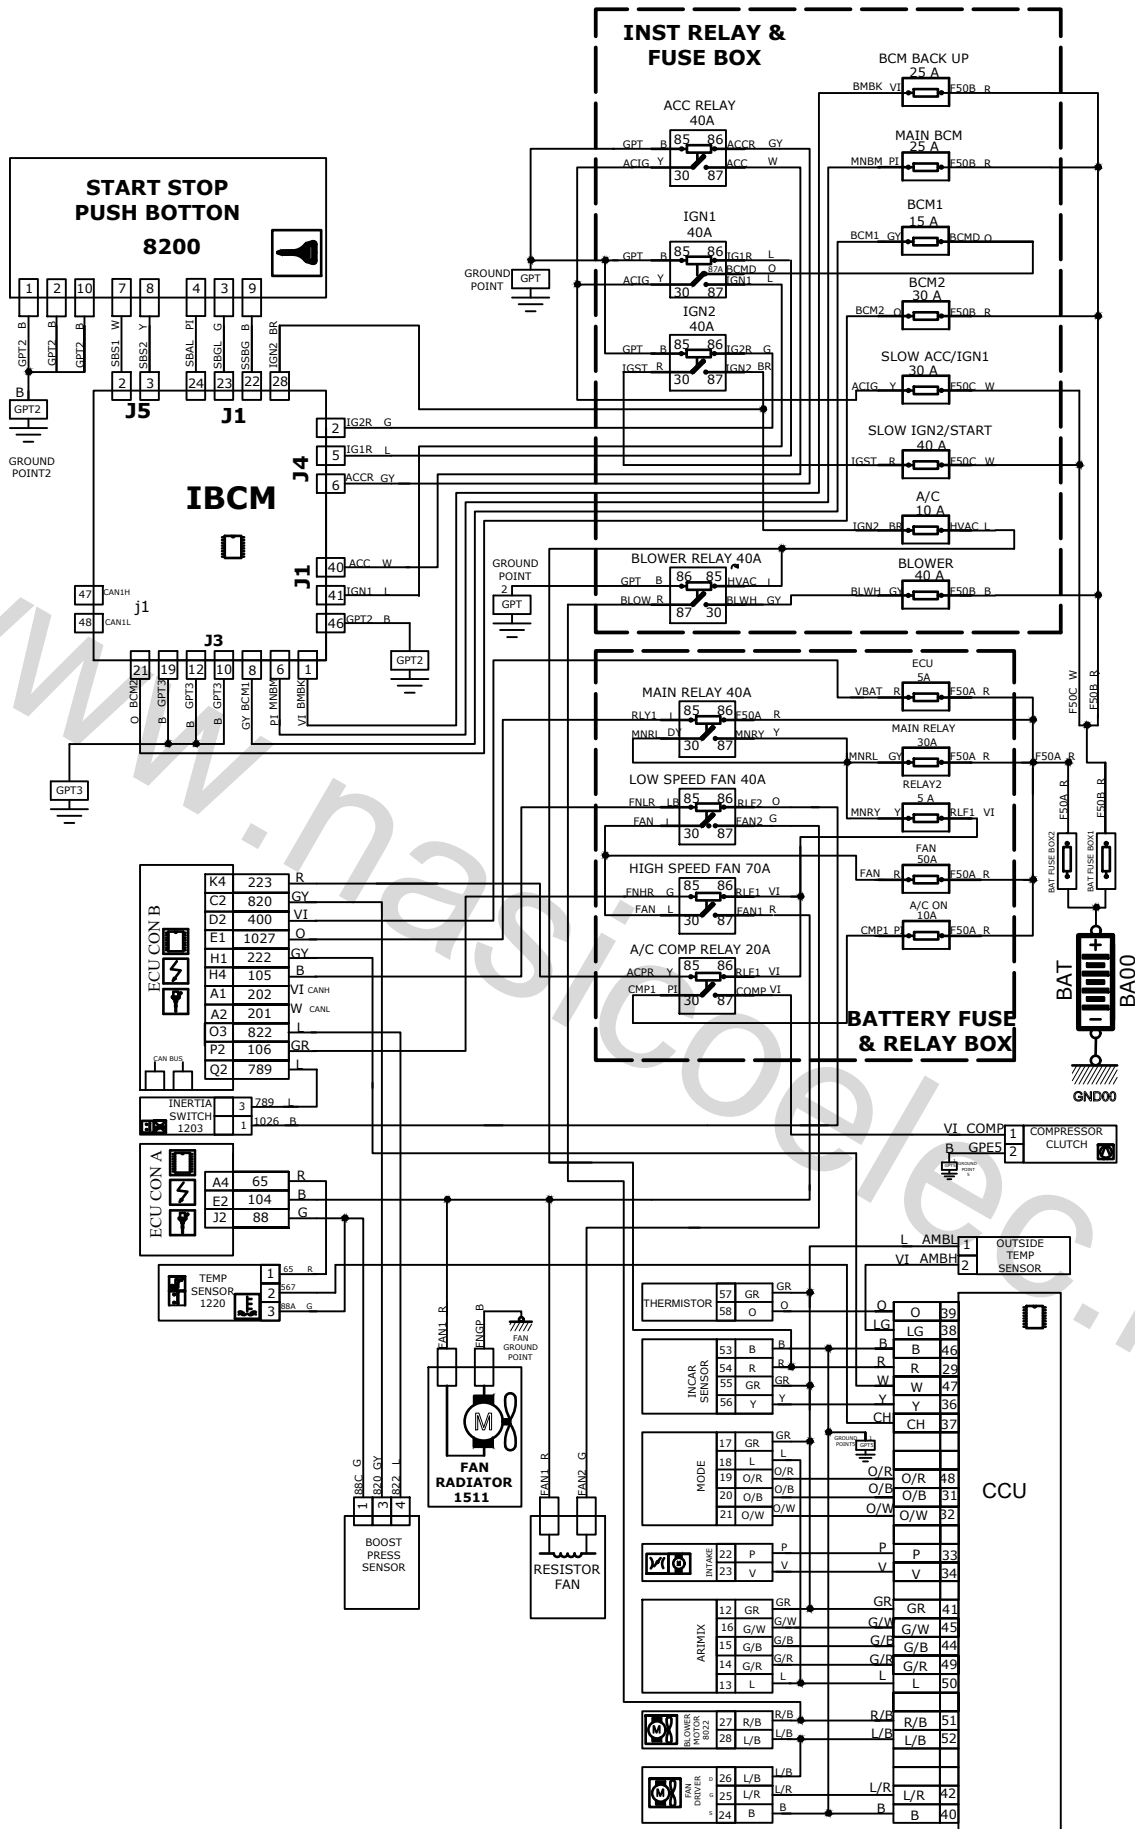 INST RELAY &
FUSE BOX
BCM BACK UP
25 A
BMBK VI
F50B R
ACC RELAY
40A
85 86
30 87
GPT B
ACCR GY
ACIG Y
ACC W
MAIN BCM
25 A
MNBM PI
F50B R
BCM1
15 A
BCM1 GY
BCMD O
IGN1
40A
85 86
87A
30 87
GPT B
IG1R L
BCMD O
ACIG Y
IGN1 L
GROUND
POINT
GPT
BCM2
30 A
BCM2 O
F50B R
IGN2
40A
85 86
30 87
GPT B
IG2R G
IGST R
IGN2 BR
SLOW ACC/IGN1
30 A
ACIG Y
F50C W
SLOW IGN2/START
40 A
IGST R
F50C W
A/C
10 A
IGN2 BR
HVAC L
BLOWER RELAY 40A
86 85
87 30
GPT B
HVAC L
BLOW R
BLWH GY
GROUND
POINT
2
GPT
BLOWER
40 A
BLWH GY
F50B B
START STOP
PUSH BOTTON
8200
1 2 10 7 8 4 3 9
GPT2 B
GPT2 B
GPT2 B
SBS1 W
SBS2 Y
SBAL PI
SBGL G
SSBG B
IGN2 BR
B
GPT2
GROUND
POINT2
2 3 24 23 22 28
J5
J1
2 IG2R G
5 IG1R L
6 ACCR GY
J4
IBCM
40 ACC W
41 IGN1 L
46 GPT2 B
J1
GPT2
47 CAN1H
48 CAN1L
j1
J3
21 19 12 10 8 6 1
O BCM2
B GPT3
B GPT3
B GPT3
GY BCM1
PI MNBM
VI BMBK
GPT3
ECU
5A
VBAT R
F50A R
MAIN RELAY 40A
85 86
30 87
RLY1 L
F50A R
MNRL DY
MNRY Y
MAIN RELAY
30A
MNRL GY
F50A R
F50A R
F50C W
F50B R
LOW SPEED FAN 40A
85 86
30 87
FNLR LB
RLF2 O
FAN L
FAN2 G
RELAY2
5 A
MNRY Y
RLF1 VI
F50A R
F50B R
BAT FUSE BOX2
BAT FUSE BOX1
HIGH SPEED FAN 70A
85 86
30 87
FNHR G
RLF1 VI
FAN L
FAN1 R
FAN
50A
FAN R
F50A R
A/C ON
10A
CMP1 PI
F50A R
A/C COMP RELAY 20A
85 86
30 87
ACPR Y
RLF1 VI
CMP1 PI
COMP VI
BATTERY FUSE
& RELAY BOX
BAT
BA00
GND00
ECU CON B
K4 223 R
C2 820 GY
D2 400 VI
E1 1027 O
H1 222 GY
H4 105 B
A1 202 VI CANH
A2 201 W CANL
O3 822 L
P2 106 GR
Q2 789 L
CAN BUS
INERTIA
SWITCH
1203
3 789 L
1 1026 B
ECU CON A
A4 65 R
E2 104 B
J2 88 G
TEMP
SENSOR
1220
1 65 R
2 567
3 88A G
VI COMP 1
B GPE5 2
COMPRESSOR
CLUTCH
L AMBL 1
VI AMBH 2
OUTSIDE
TEMP
SENSOR
FAN1 R
FNGP B
FAN
GROUND
POINT
M
FAN
RADIATOR
1511
88C G
820 GY
822 L
1 3 4
BOOST
PRESS
SENSOR
FAN1 R
FAN2 G
RESISTOR
FAN
THERMISTOR
57 GR GR
58 O O
INCAR
SENSOR
53 B B
54 R R
55 GR GR
56 Y Y
MODE
17 GR GR
18 L L
19 O/R O/R
20 O/B O/B
21 O/W O/W
INTAKE
22 P P
23 V V
ARIMIX
12 GR GR
16 G/W G/W
15 G/B G/B
14 G/R G/R
13 L L
M
BLOWER
MOTOR
8022
27 R/B R/B
28 L/B L/B
M
FAN
DRIVER
D 26 L/B L/B
G 25 L/R L/R
S 24 B B
O O 39
LG LG 38
B B 46
R R 29
W W 47
Y Y 36
CH CH 37
O/R O/R 48
O/B O/B 31
O/W O/W 32
P P 33
V V 34
GR GR 41
G/W G/W 45
G/B G/B 44
G/R G/R 49
L L 50
R/B R/B 51
L/B L/B 52
L/R L/R 42
B B 40
CCU
www.nasicoelec.